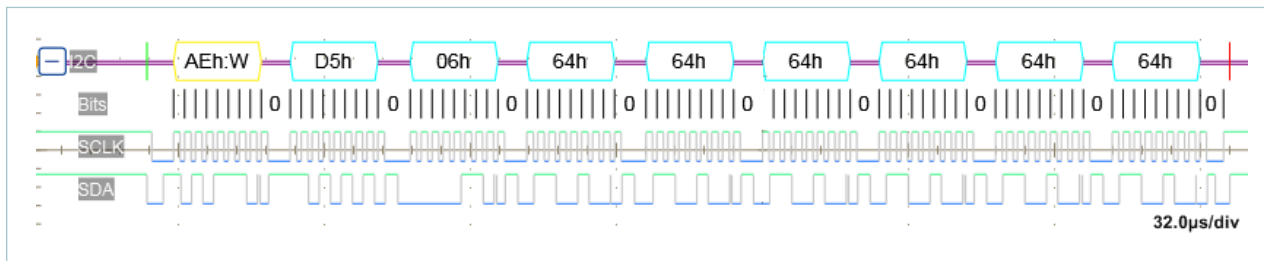 I2C AEh:W D5h 06h 64h 64h 64h 64h 64h 64h
Bits 0 0 0 0 0 0 0 0 0
SCLK
SDA
32.0µs/div